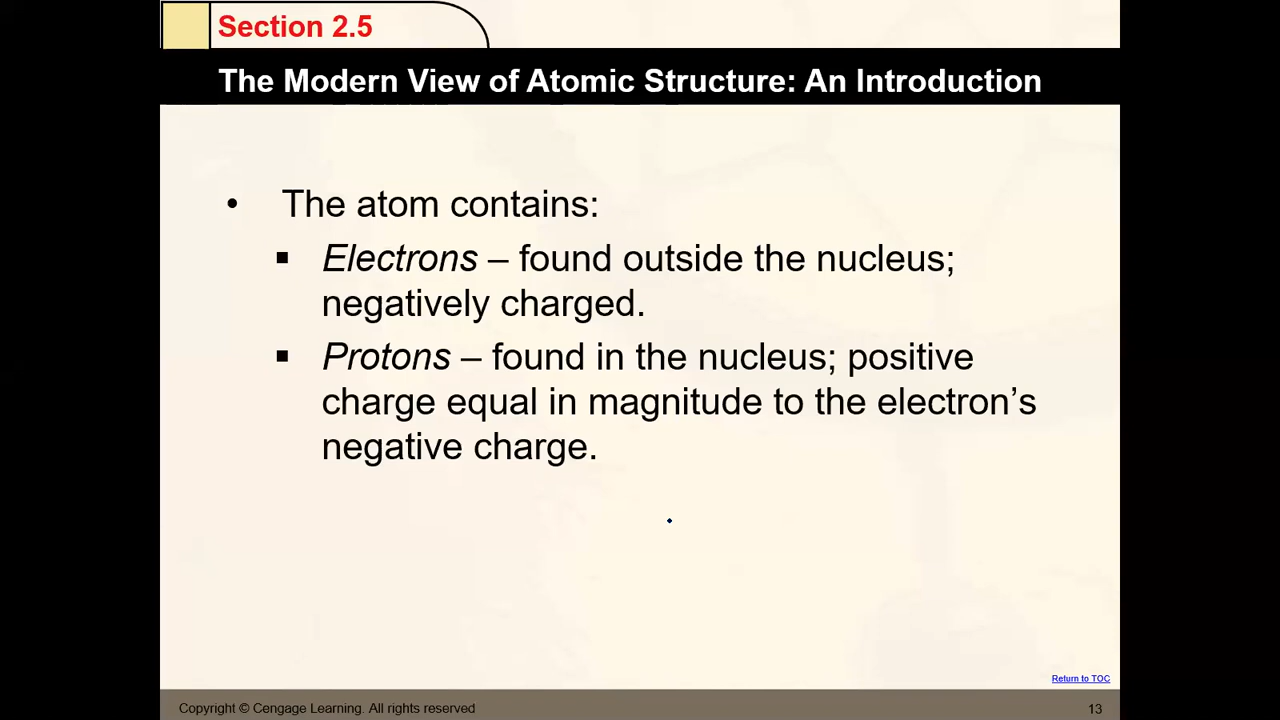 Section 2.5
The Modern View of Atomic Structure: An Introduction
• The atom contains:
▪ Electrons – found outside the nucleus;
negatively charged.
▪ Protons – found in the nucleus; positive
charge equal in magnitude to the electron’s
negative charge.
Return to TOC
Copyright © Cengage Learning. All rights reserved 13